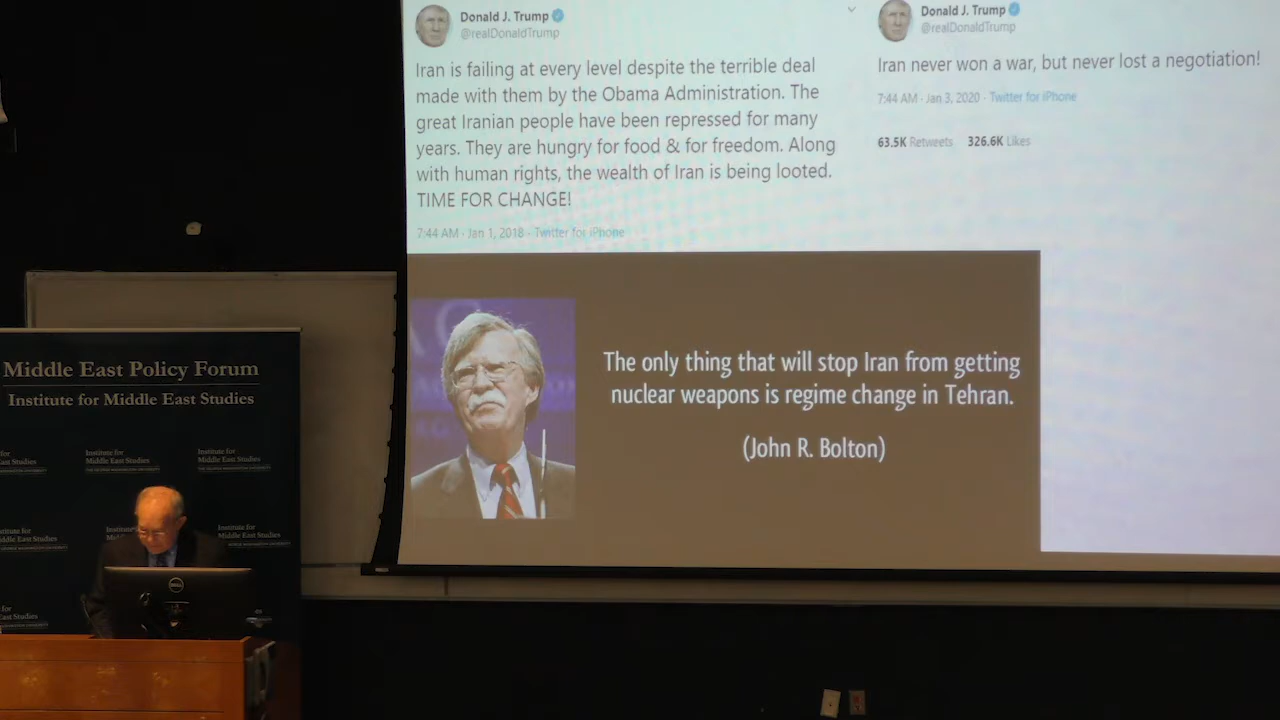 Donald J. Trump
@realDonaldTrump
Iran is failing at every level despite the terrible deal
made with them by the Obama Administration. The
great Iranian people have been repressed for many
years. They are hungry for food & for freedom. Along
with human rights, the wealth of Iran is being looted.
TIME FOR CHANGE!
7:44 AM · Jan 1, 2018 · Twitter for iPhone
Donald J. Trump
@realDonaldTrump
Iran never won a war, but never lost a negotiation!
7:44 AM · Jan 3, 2020 · Twitter for iPhone
63.5K Retweets 326.6K Likes
The only thing that will stop Iran from getting
nuclear weapons is regime change in Tehran.
(John R. Bolton)
Middle East Policy Forum
Institute for Middle East Studies
for
East Studies
Institute for
Middle East Studies
Institute for
Middle East Studies
Institute for
Middle East Studies
for
East Studies
DELL